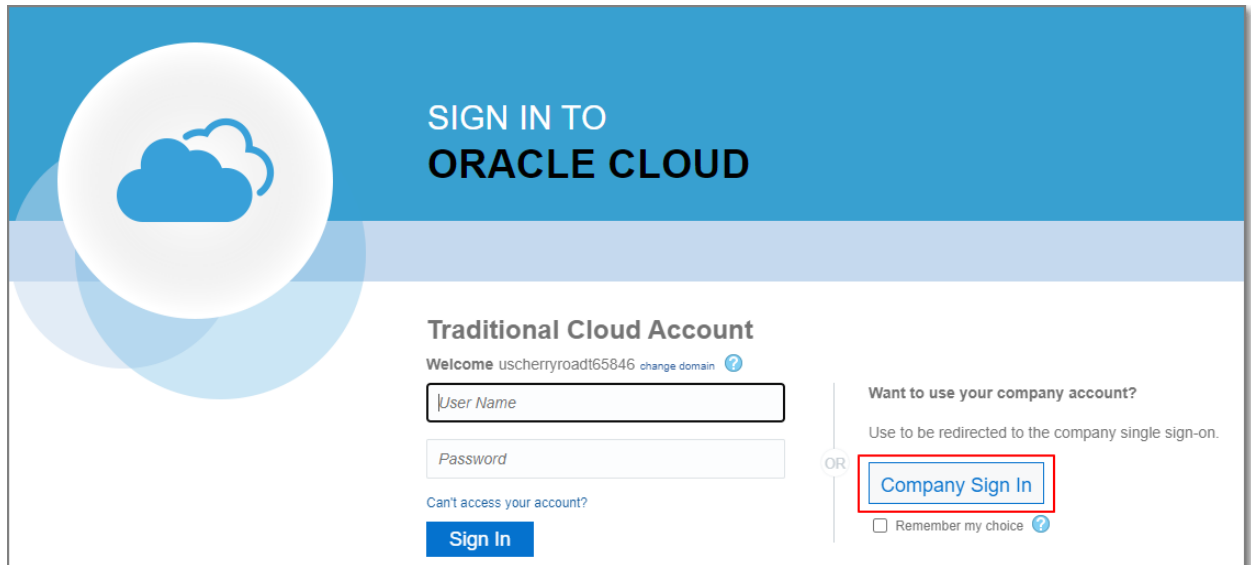 SIGN IN TO
ORACLE CLOUD
Traditional Cloud Account
Welcome uscherryroadt65846 change domain ?
User Name
Password
Can't access your account?
Sign In
OR
Want to use your company account?
Use to be redirected to the company single sign-on.
Company Sign In
Remember my choice ?